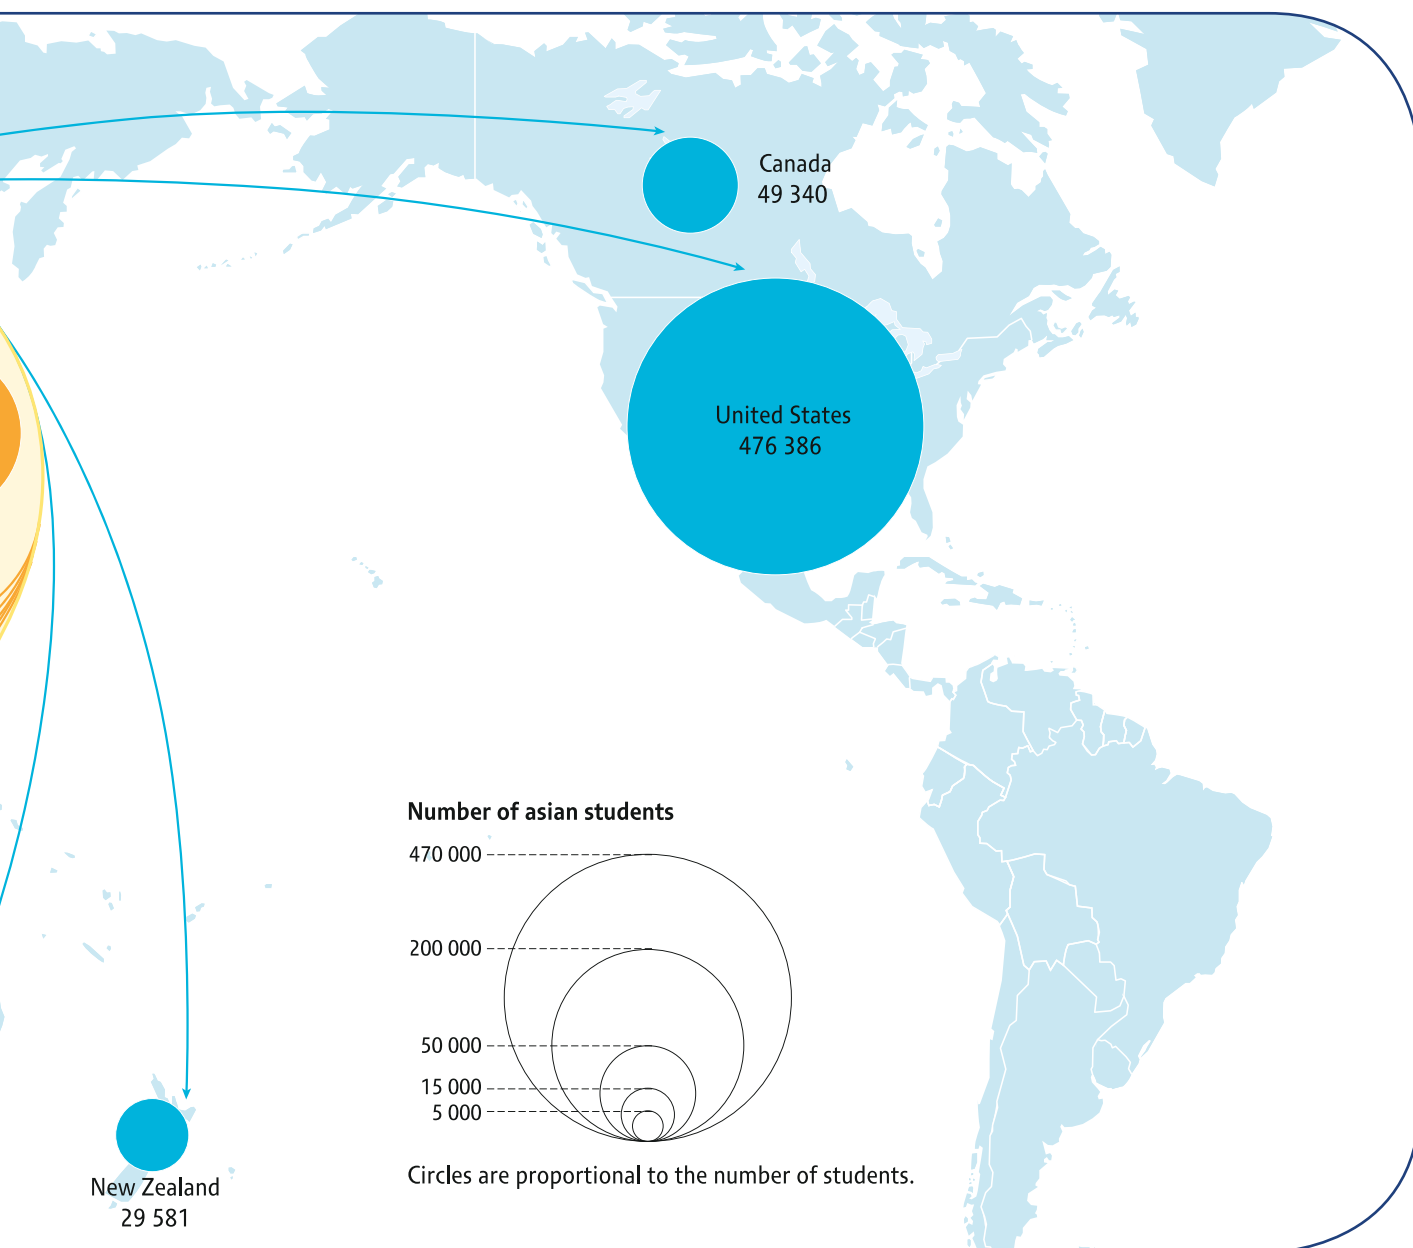 Canada
49 340
United States
476 386
Number of asian students
470 000
200 000
50 000
15 000
5 000
Circles are proportional to the number of students.
New Zealand
29 581